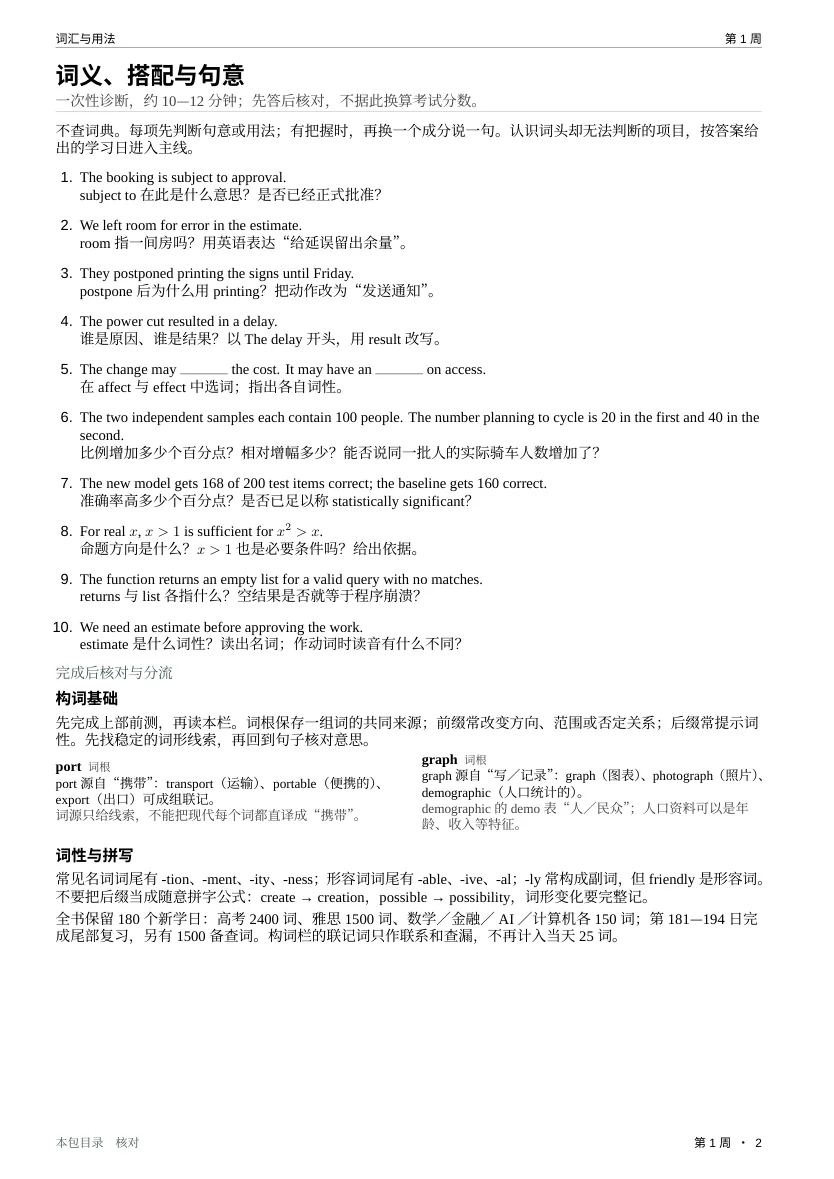 词汇与用法 第 1 周
词义、搭配与句意
一次性诊断，约 10—12 分钟；先答后核对，不据此换算考试分数。
不查词典。每项先判断句意或用法；有把握时，再换一个成分说一句。认识词头却无法判断的项目，按答案给
出的学习日进入主线。
1. The booking is subject to approval.
subject to 在此是什么意思？是否已经正式批准？
2. We left room for error in the estimate.
room 指一间房吗？用英语表达“给延误留出余量”。
3. They postponed printing the signs until Friday.
postpone 后为什么用 printing？把动作改为“发送通知”。
4. The power cut resulted in a delay.
谁是原因、谁是结果？以 The delay 开头，用 result 改写。
5. The change may ______ the cost. It may have an ______ on access.
在 affect 与 effect 中选词；指出各自词性。
6. The two independent samples each contain 100 people. The number planning to cycle is 20 in the first and 40 in the
second.
比例增加多少个百分点？相对增幅多少？能否说同一批人的实际骑车人数增加了？
7. The new model gets 168 of 200 test items correct; the baseline gets 160 correct.
准确率高多少个百分点？是否已足以称 statistically significant？
8. For real x, x > 1 is sufficient for x² > x.
命题方向是什么？x > 1 也是必要条件吗？给出依据。
9. The function returns an empty list for a valid query with no matches.
returns 与 list 各指什么？空结果是否就等于程序崩溃？
10. We need an estimate before approving the work.
estimate 是什么词性？读出名词；作动词时读音有什么不同？
完成后核对与分流
构词基础
先完成上部前测，再读本栏。词根保存一组词的共同来源；前缀常改变方向、范围或否定关系；后缀常提示词
性。先找稳定的词形线索，再回到句子核对意思。
port 词根
port 源自“携带”：transport（运输）、portable（便携的）、
export（出口）可成组联记。
词源只给线索，不能把现代每个词都直译成“携带”。
graph 词根
graph 源自“写／记录”：graph（图表）、photograph（照片）、
demographic（人口统计的）。
demographic 的 demo 表“人／民众”；人口资料可以是年
龄、收入等特征。
词性与拼写
常见名词词尾有 -tion、-ment、-ity、-ness；形容词词尾有 -able、-ive、-al；-ly 常构成副词，但 friendly 是形容词。
不要把后缀当成随意拼字公式：create → creation，possible → possibility，词形变化要完整记。
全书保留 180 个新学日：高考 2400 词、雅思 1500 词、数学／金融／ AI ／计算机各 150 词；第 181—194 日完
成尾部复习，另有 1500 备查词。构词栏的联记词只作联系和查漏，不再计入当天 25 词。
本包目录 核对 第 1 周 • 2